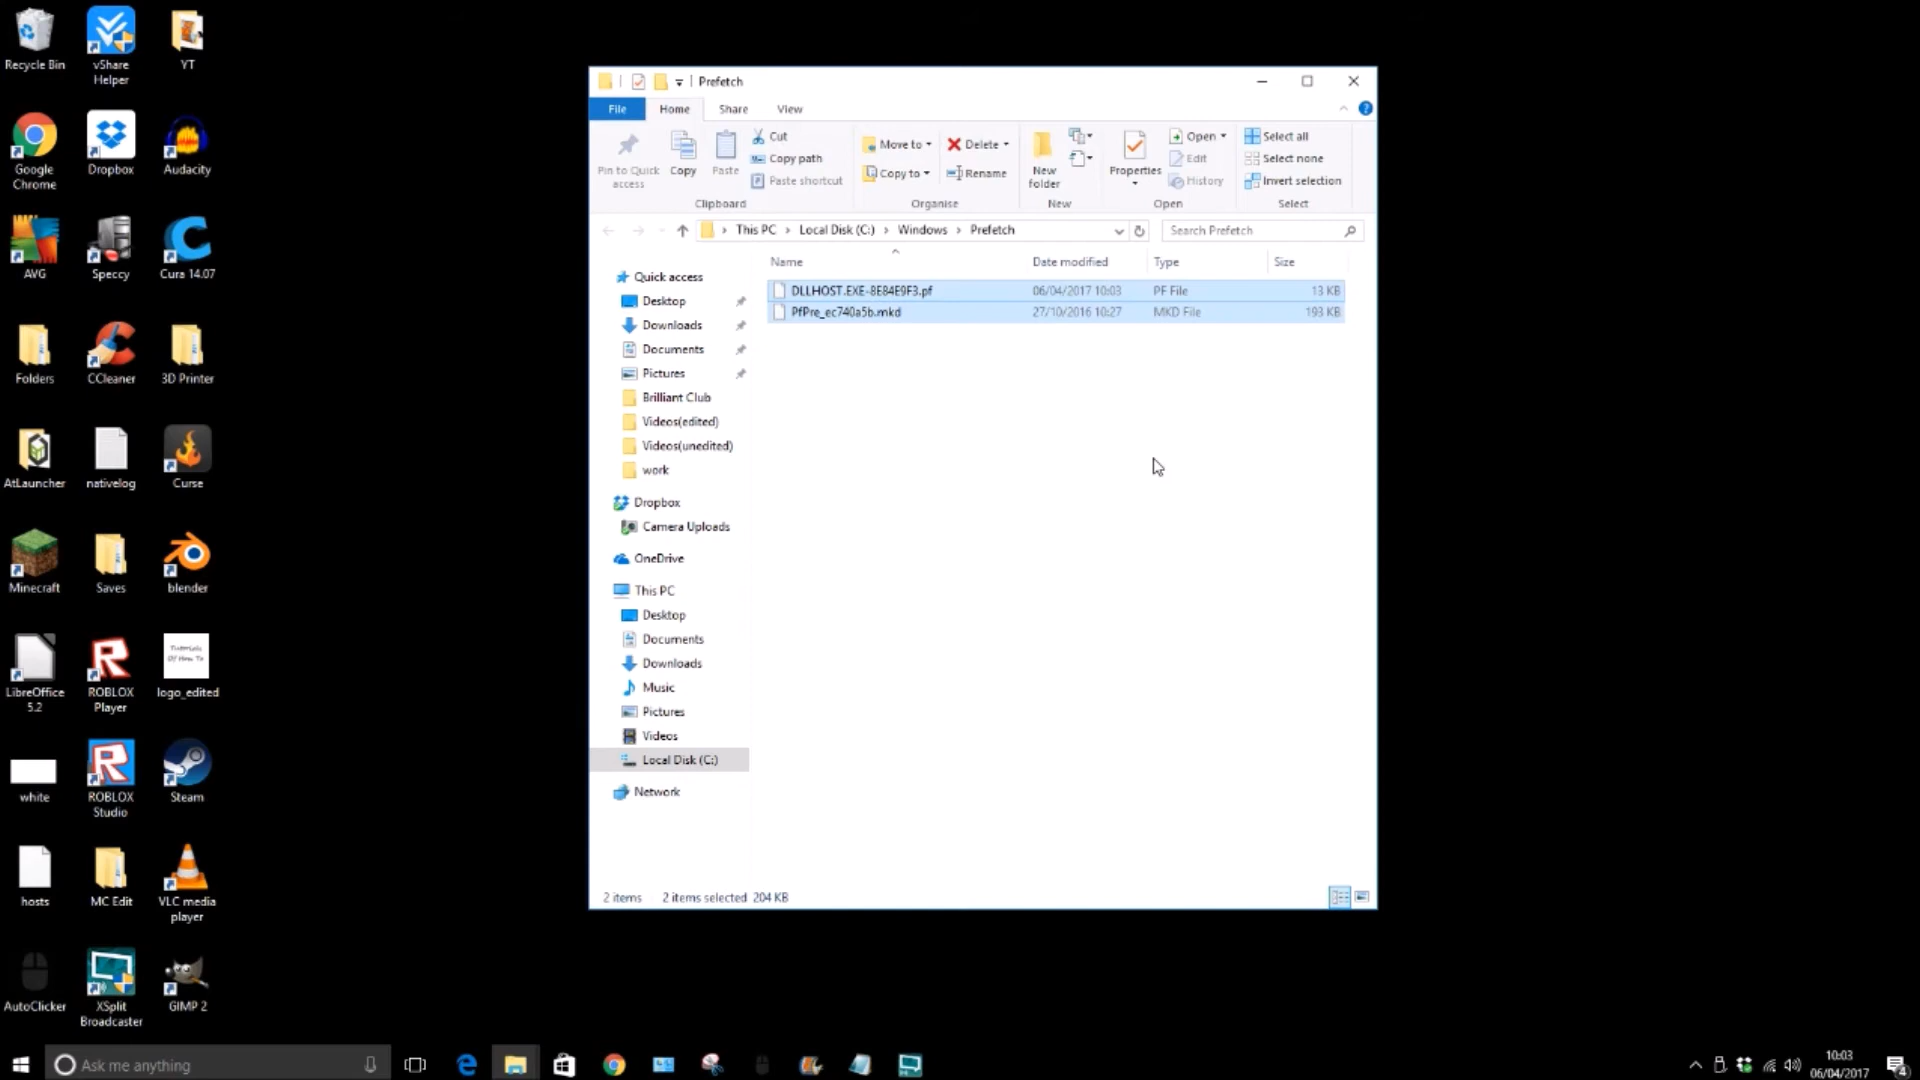 Recycle Bin
vShare Helper
YT
Google Chrome
Dropbox
Audacity
AVG
Speccy
Cura 14.07
Folders
CCleaner
3D Printer
AtLauncher
nativelog
Curse
Minecraft
Saves
blender
LibreOffice 5.2
ROBLOX Player
Tutorials
Of How To
logo_edited
white
ROBLOX Studio
Steam
hosts
MC Edit
VLC media player
AutoClicker
XSplit Broadcaster
GIMP 2
Prefetch
File Home Share View
Pin to Quick access
Copy
Paste
Cut
Copy path
Paste shortcut
Clipboard
Move to
Copy to
Delete
Rename
Organise
New folder
New
Properties
Open
Edit
History
Open
Select all
Select none
Invert selection
Select
This PC > Local Disk (C:) > Windows > Prefetch
Search Prefetch
Name Date modified Type Size
DLLHOST.EXE-8E84E9F3.pf 06/04/2017 10:03 PF File 13 KB
PfPre_ec740a5b.mkd 27/10/2016 10:27 MKD File 193 KB
Quick access
Desktop
Downloads
Documents
Pictures
Brilliant Club
Videos(edited)
Videos(unedited)
work
Dropbox
Camera Uploads
OneDrive
This PC
Desktop
Documents
Downloads
Music
Pictures
Videos
Local Disk (C:)
Network
2 items 2 items selected 204 KB
Ask me anything
10:03
06/04/2017
4